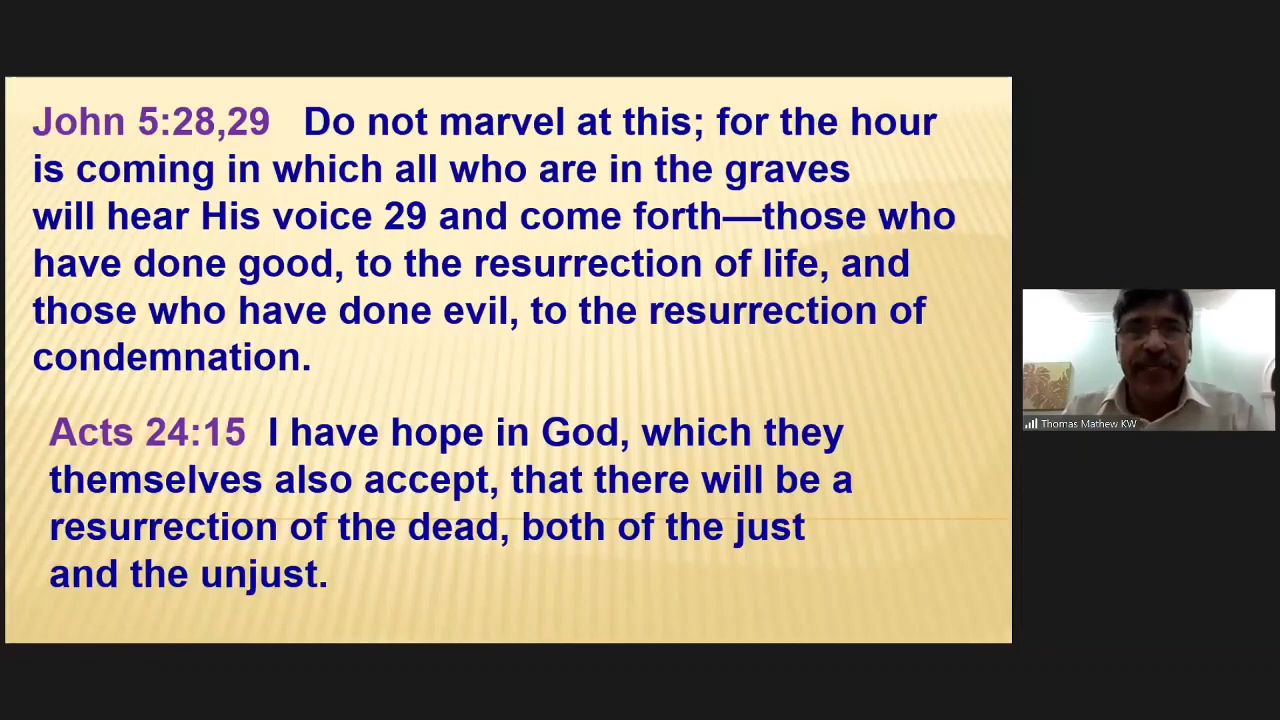 John 5:28,29 Do not marvel at this; for the hour
is coming in which all who are in the graves
will hear His voice 29 and come forth—those who
have done good, to the resurrection of life, and
those who have done evil, to the resurrection of
condemnation.
Acts 24:15 I have hope in God, which they
themselves also accept, that there will be a
resurrection of the dead, both of the just
and the unjust.
Thomas Mathew KW